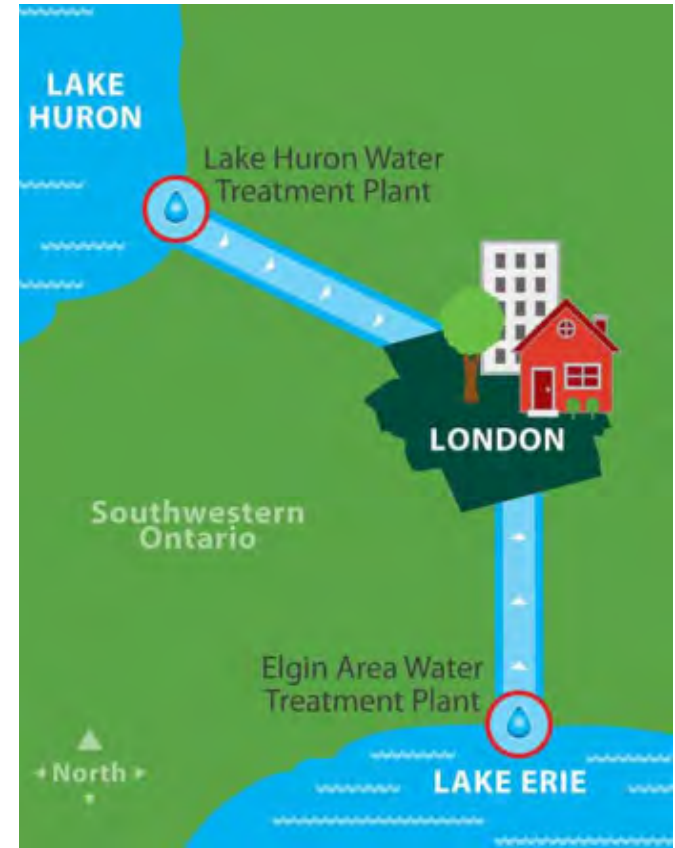 LAKE
HURON
Lake Huron Water
Treatment Plant
LONDON
Southwestern
Ontario
Elgin Area Water
Treatment Plant
North
LAKE ERIE